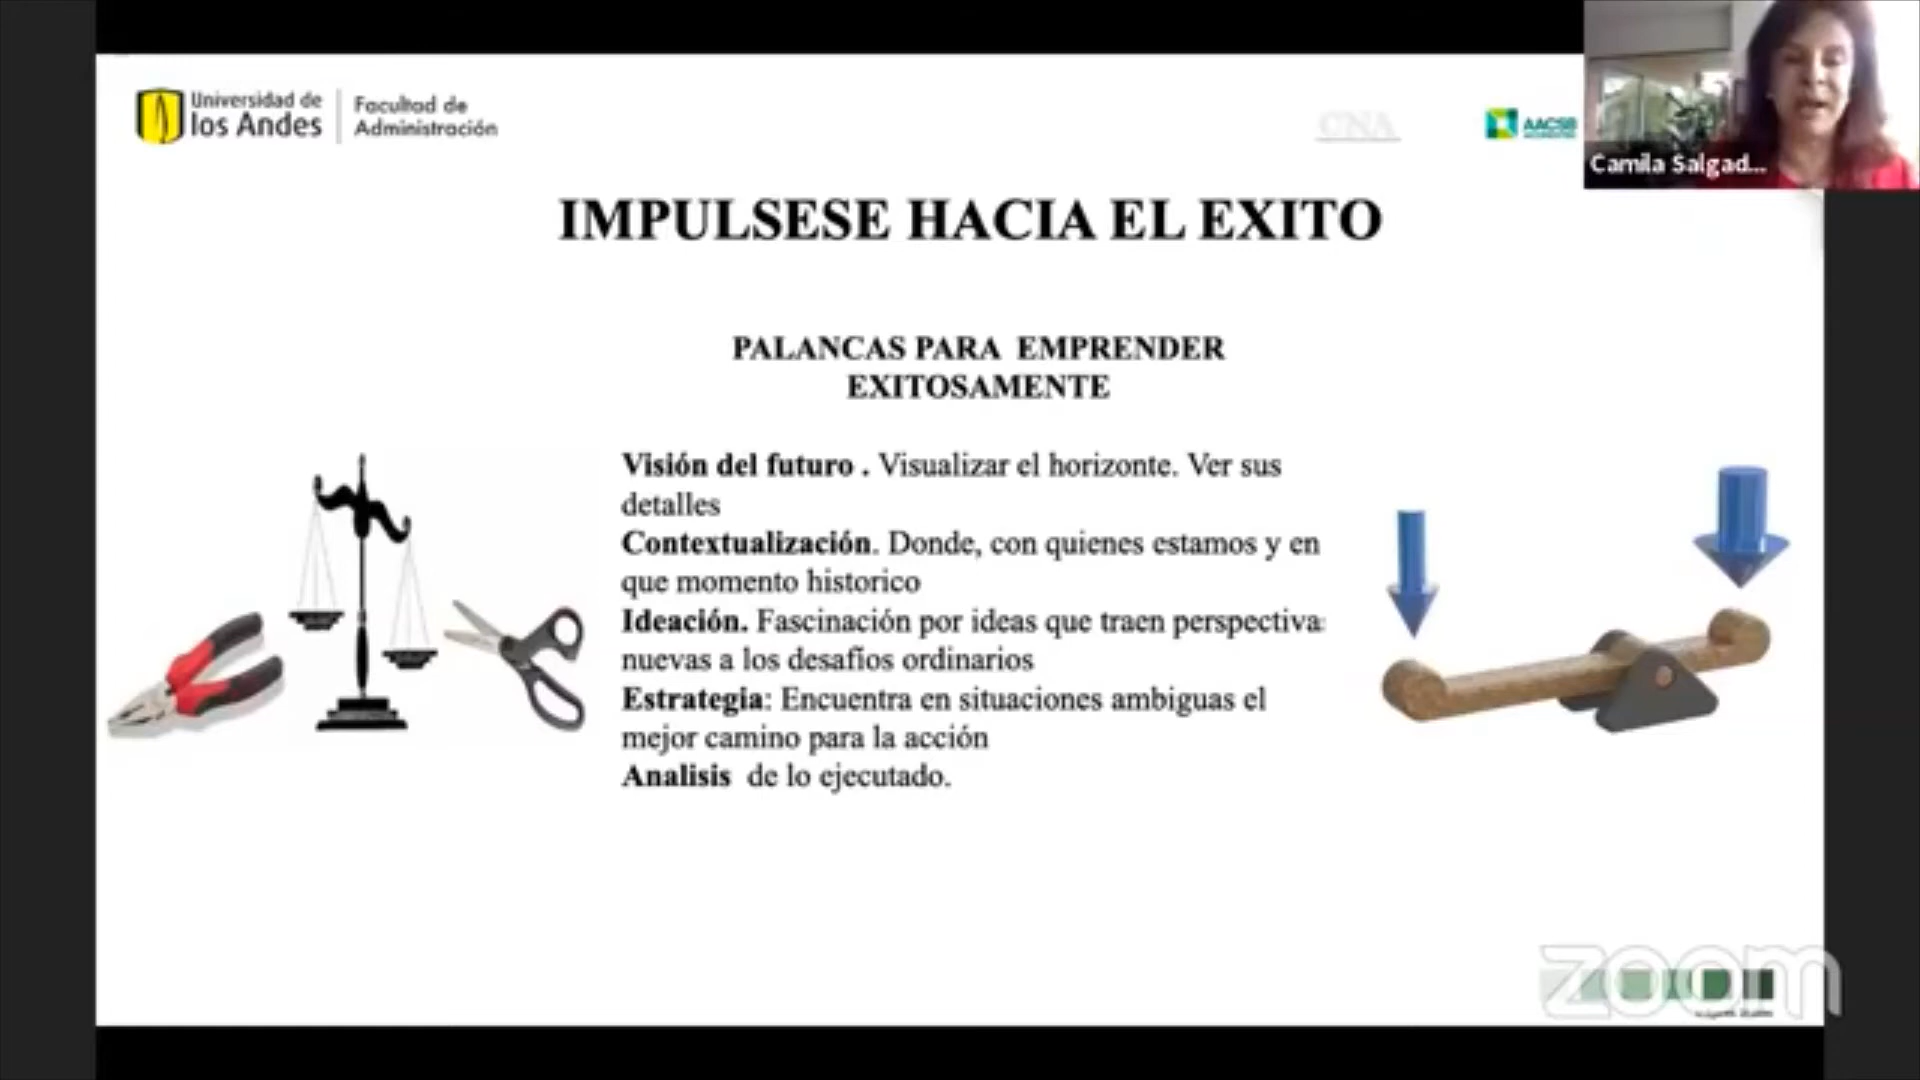 Universidad de
los Andes
Facultad de
Administración
CNA
AACSB
Camila Salgad...
IMPULSESE HACIA EL EXITO
PALANCAS PARA EMPRENDER
EXITOSAMENTE
Visión del futuro . Visualizar el horizonte. Ver sus
detalles
Contextualización. Donde, con quienes estamos y en
que momento historico
Ideación. Fascinación por ideas que traen perspectiva
nuevas a los desafíos ordinarios
Estrategia: Encuentra en situaciones ambiguas el
mejor camino para la acción
Analisis de lo ejecutado.
zoom